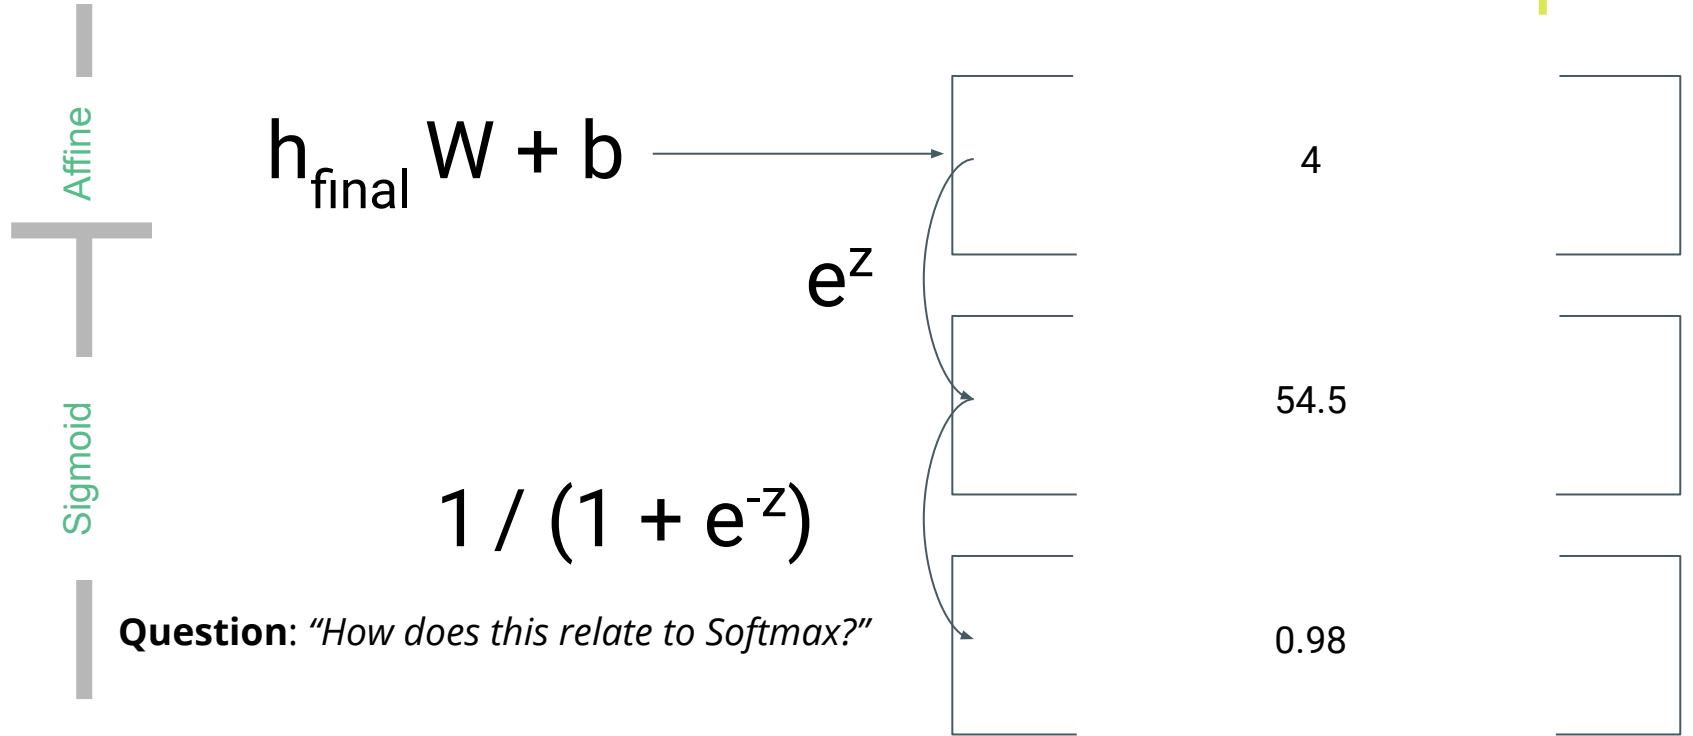 Affine
h_final W + b
4
e^z
54.5
Sigmoid
1 / (1 + e^-z)
Question: “How does this relate to Softmax?”
0.98